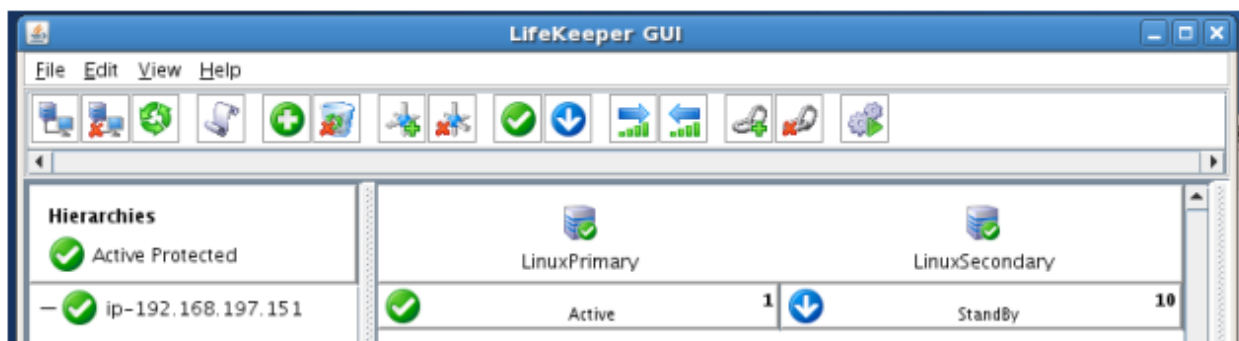 LifeKeeper GUI
File Edit View Help
Hierarchies
Active Protected
LinuxPrimary LinuxSecondary
ip-192.168.197.151 Active 1 StandBy 10